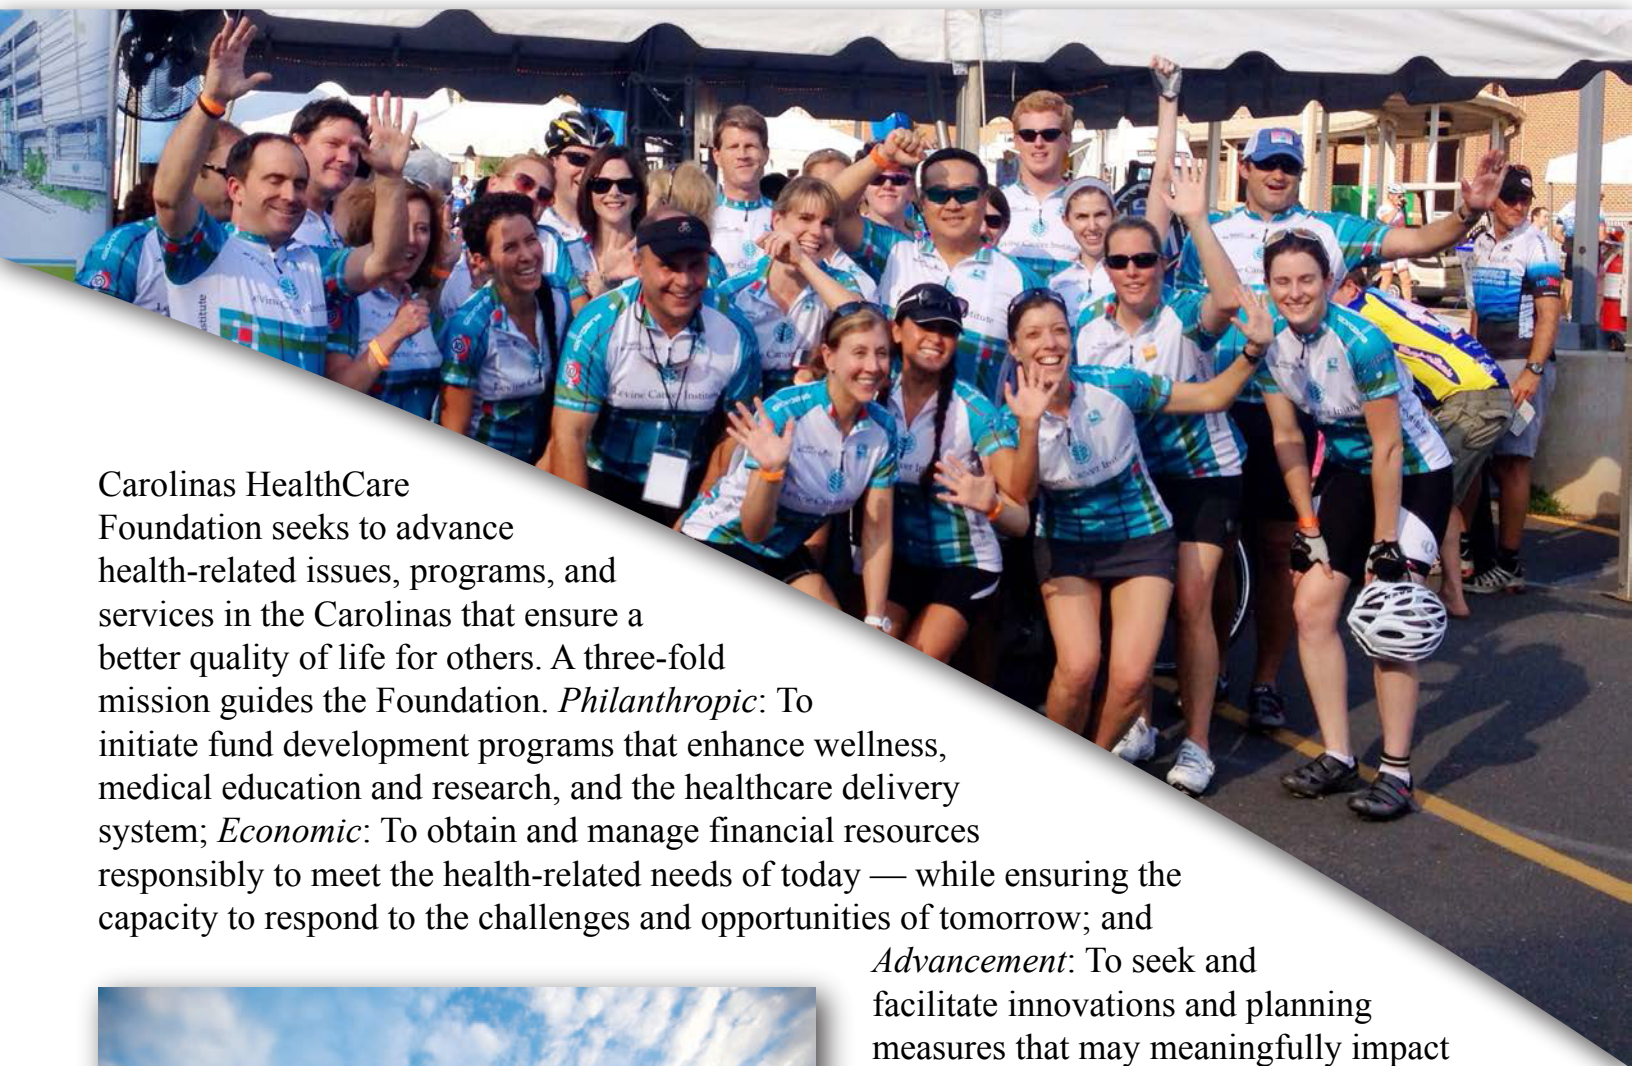 Levine Cancer Institute
Carolinas HealthCare
Foundation seeks to advance
health-related issues, programs, and
services in the Carolinas that ensure a
better quality of life for others. A three-fold
mission guides the Foundation. Philanthropic: To
initiate fund development programs that enhance wellness,
medical education and research, and the healthcare delivery
system; Economic: To obtain and manage financial resources
responsibly to meet the health-related needs of today — while ensuring the
capacity to respond to the challenges and opportunities of tomorrow; and
Advancement: To seek and
facilitate innovations and planning
measures that may meaningfully impact